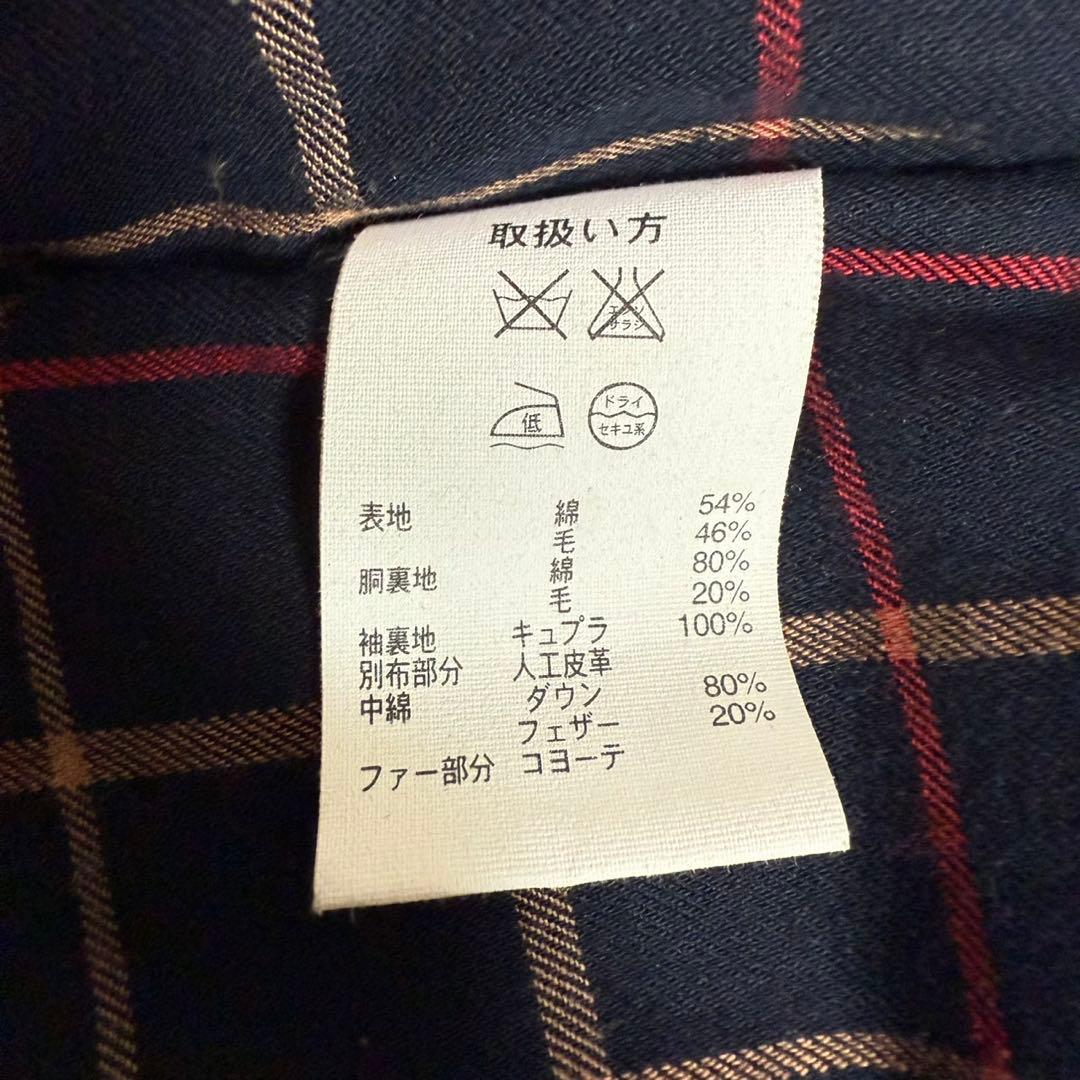 取扱い方
エンソ
サラシ
低
ドライ
セキユ系
表地 綿 54%
毛 46%
胴裏地 綿 80%
毛 20%
袖裏地 キュプラ 100%
別布部分 人工皮革
中綿 ダウン 80%
フェザー 20%
ファー部分 コヨーテ